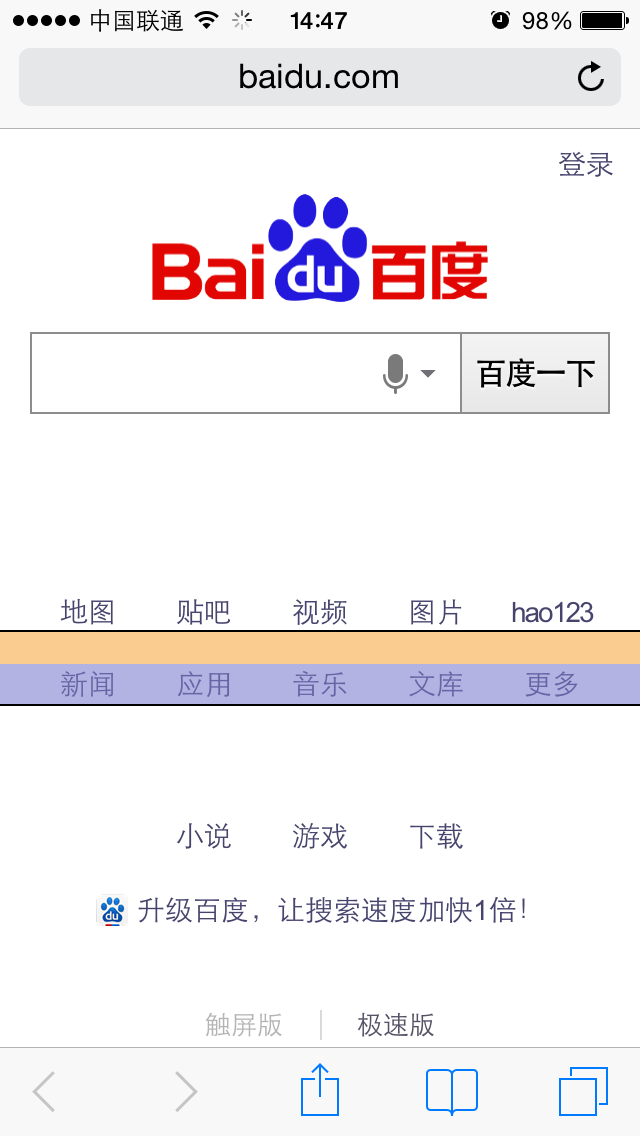 中国联通 14:47 98%
baidu.com
登录
Bai du 百度
百度一下
地图 贴吧 视频 图片 hao123
新闻 应用 音乐 文库 更多
小说 游戏 下载
du 升级百度，让搜索速度加快1倍！
触屏版 极速版